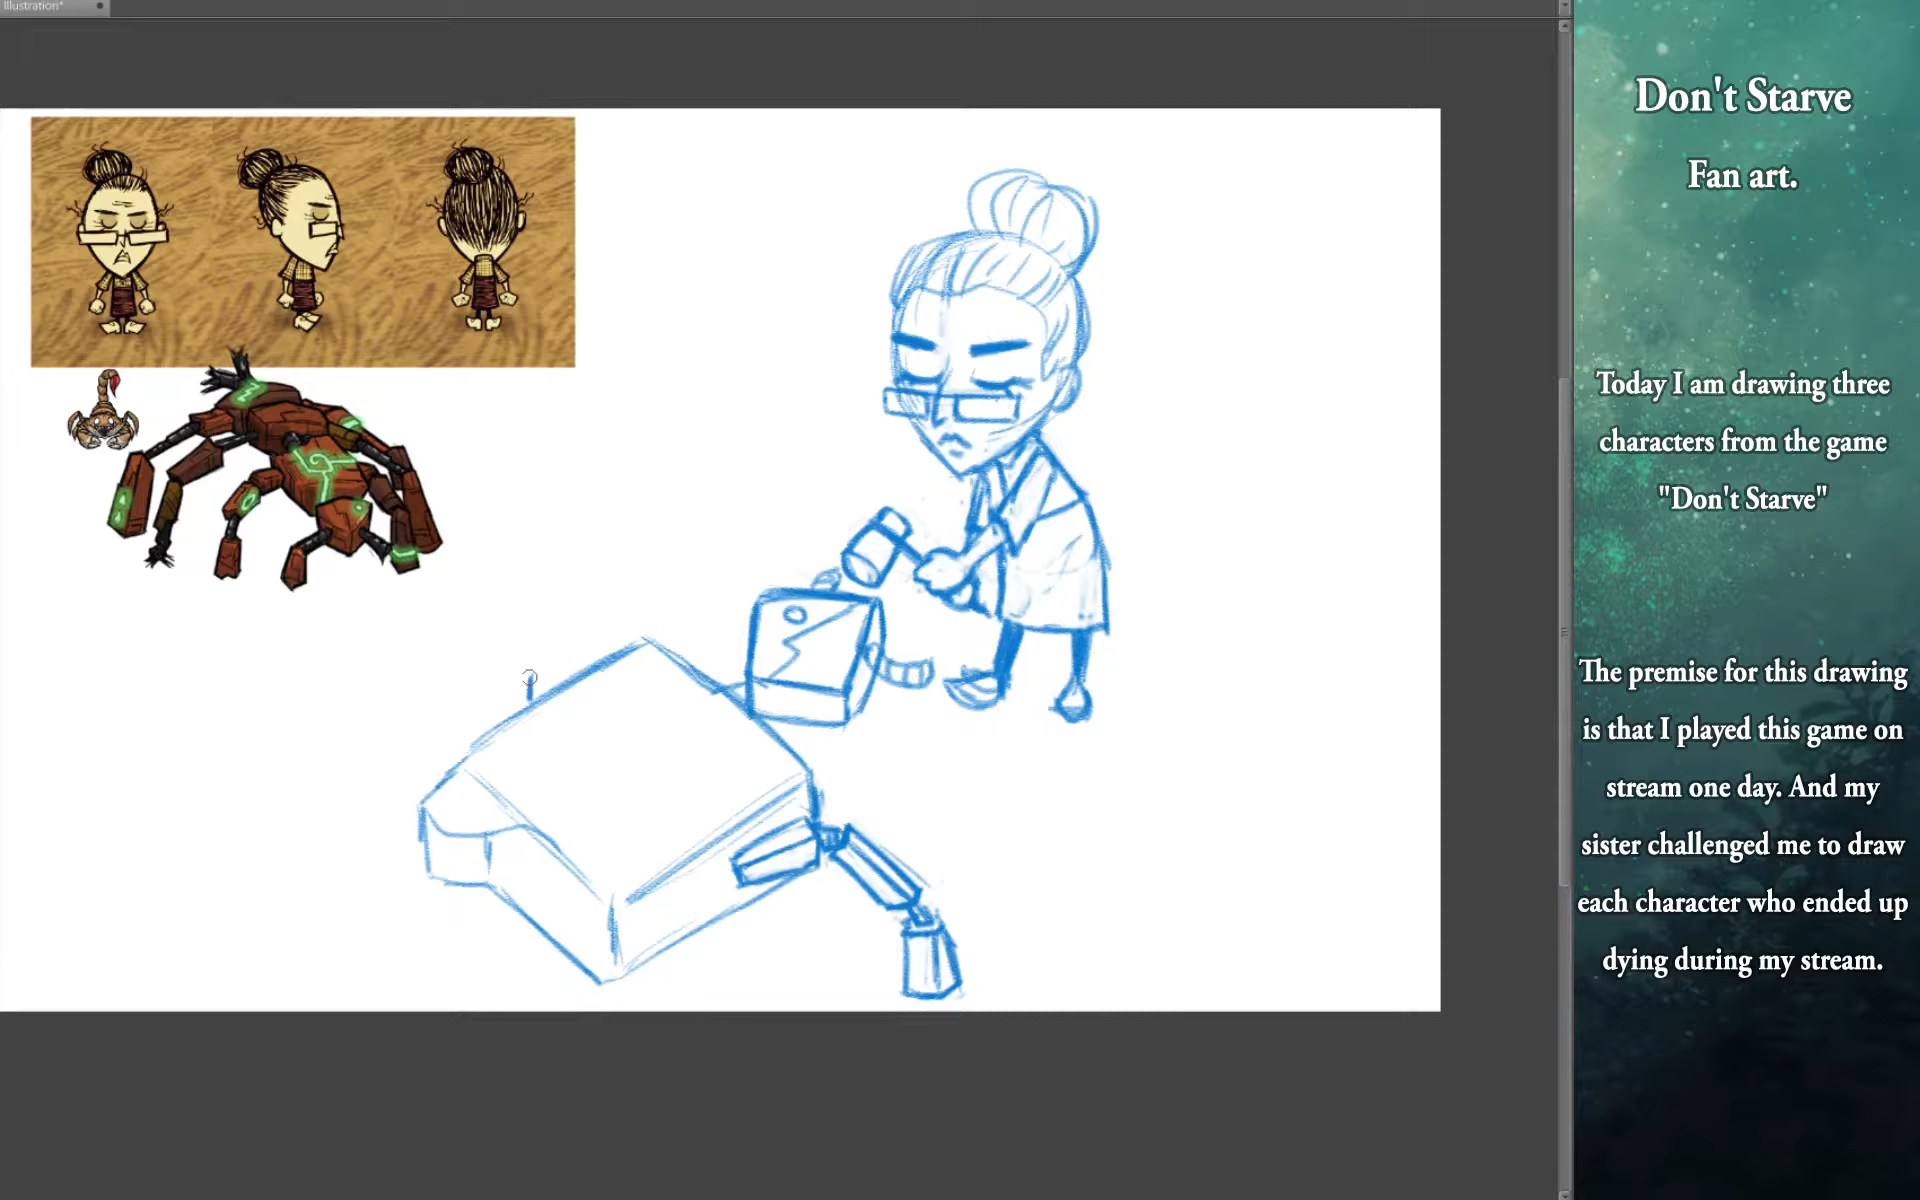 Illustration*
Don't Starve
Fan art.
Today I am drawing three
characters from the game
"Don't Starve"
The premise for this drawing
is that I played this game on
stream one day. And my
sister challenged me to draw
each character who ended up
dying during my stream.